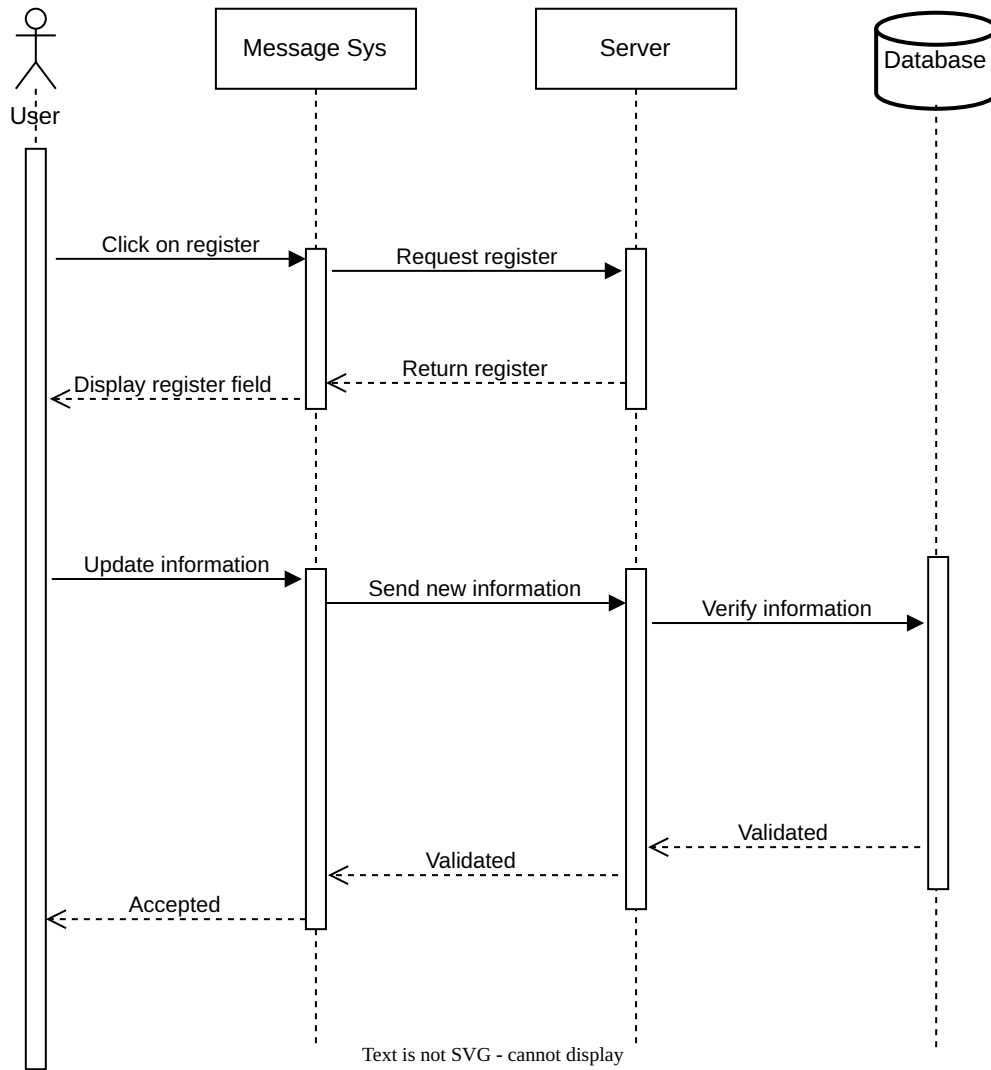 Message Sys
Server
Database
User
Click on register
Request register
Return register
Display register field
Update information
Send new information
Verify information
Validated
Validated
Accepted
Text is not SVG - cannot display